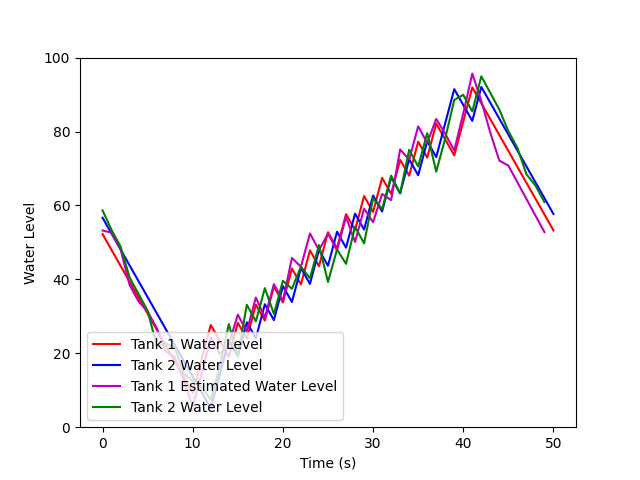 100
80
60
40
20
0
Water Level
Tank 1 Water Level
Tank 2 Water Level
Tank 1 Estimated Water Level
Tank 2 Water Level
0 10 20 30 40 50
Time (s)